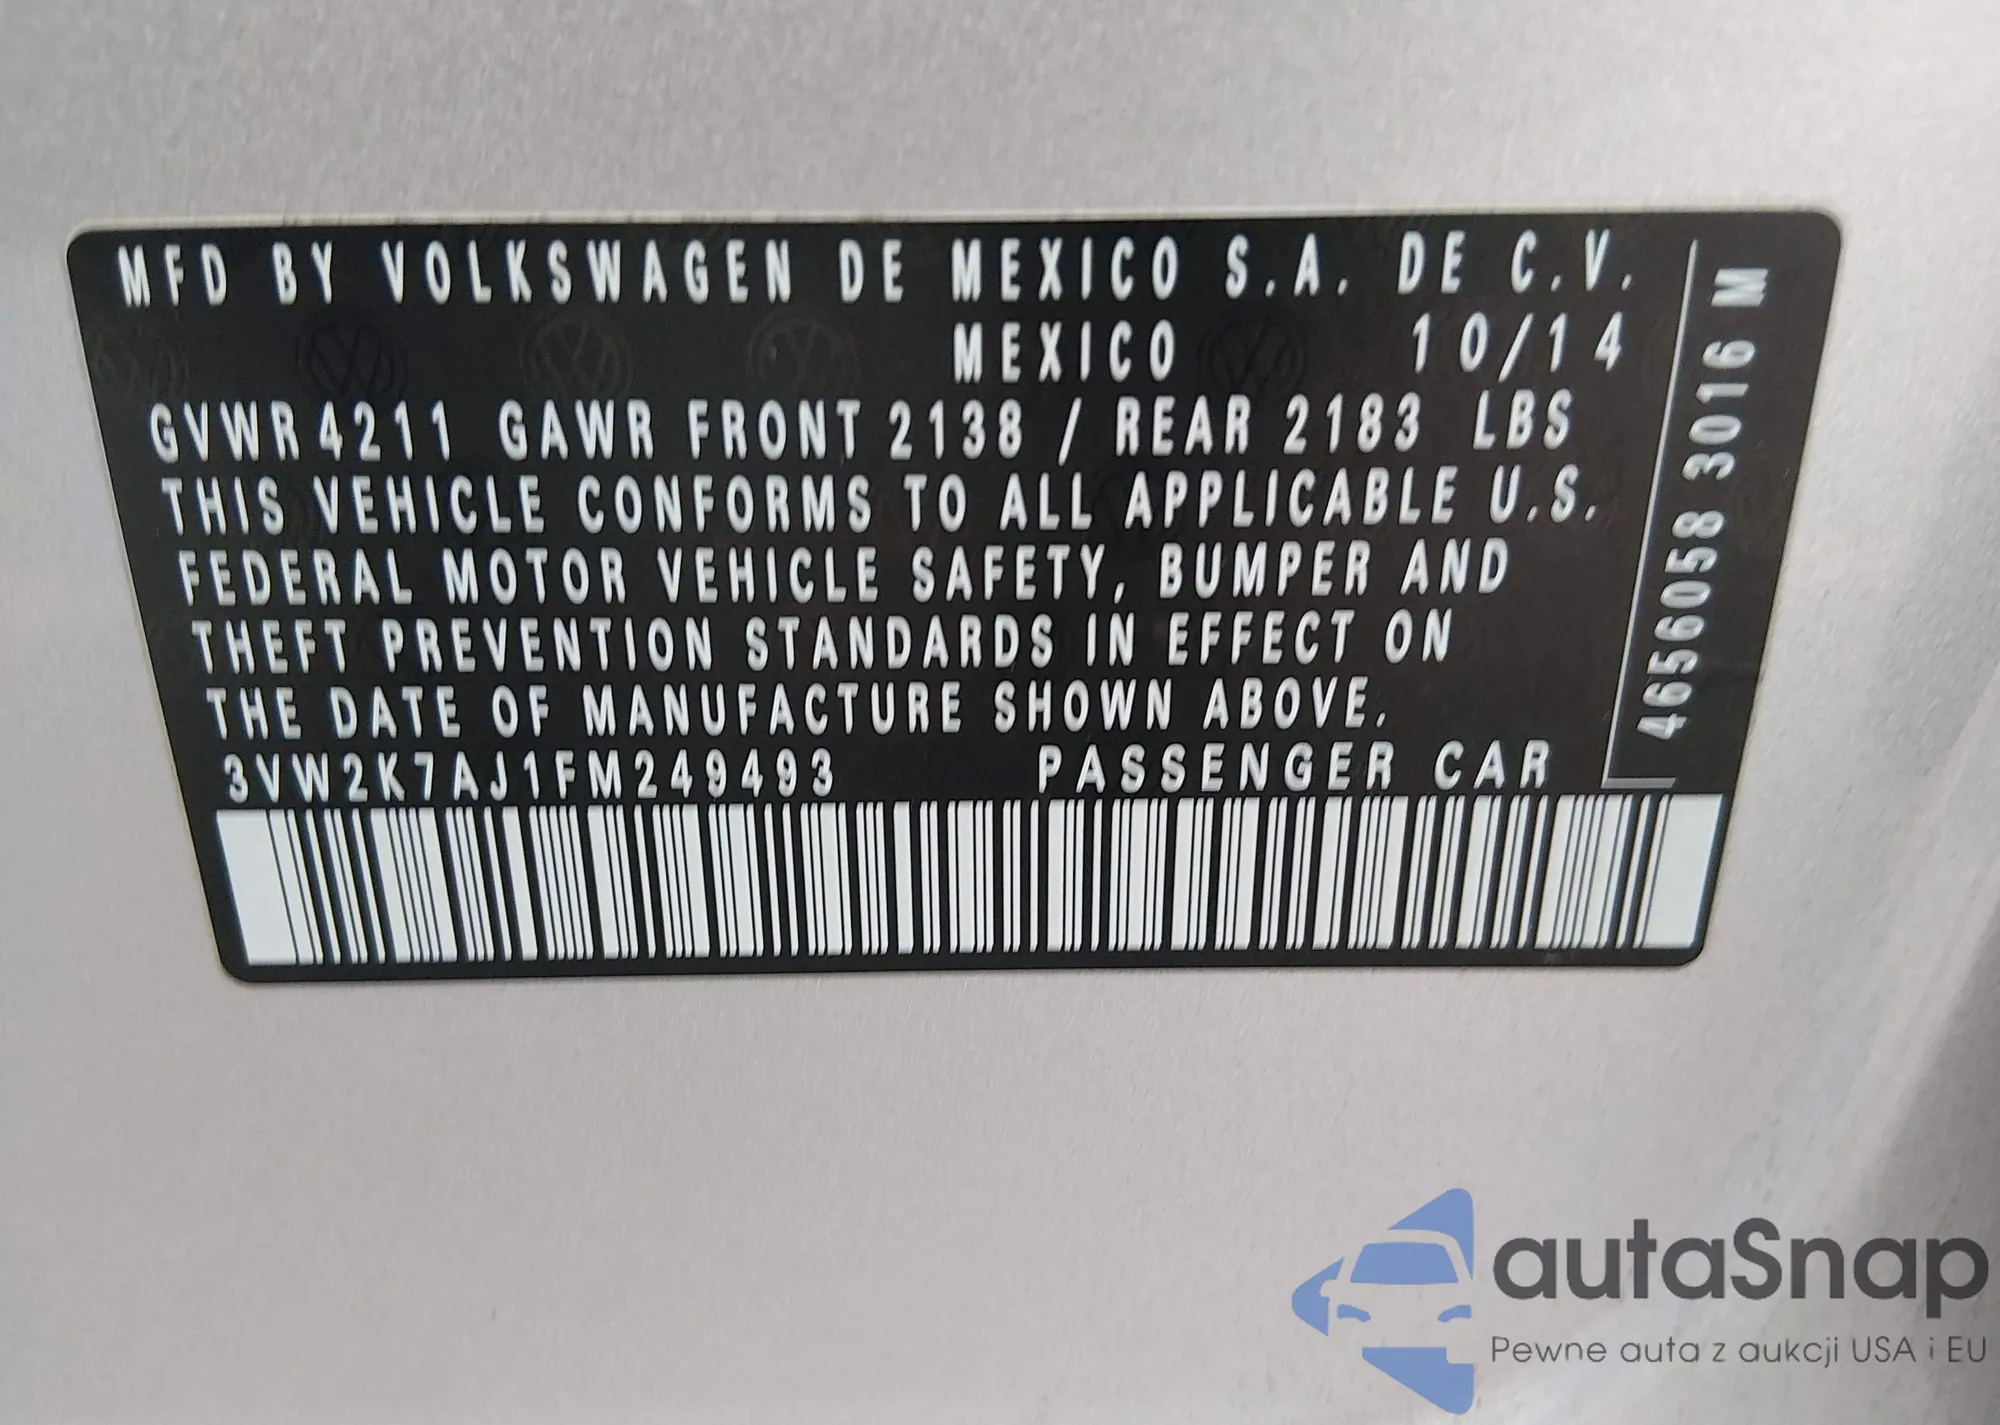 MFD BY VOLKSWAGEN DE MEXICO S.A. DE C.V.
MEXICO 10/14
GVWR 4211 GAWR FRONT 2138 / REAR 2183 LBS
THIS VEHICLE CONFORMS TO ALL APPLICABLE U.S.
FEDERAL MOTOR VEHICLE SAFETY, BUMPER AND
THEFT PREVENTION STANDARDS IN EFFECT ON
THE DATE OF MANUFACTURE SHOWN ABOVE.
3VW2K7AJ1FM249493 PASSENGER CAR
4656058 3016 M
autaSnap
Pewne auta z aukcji USA i EU